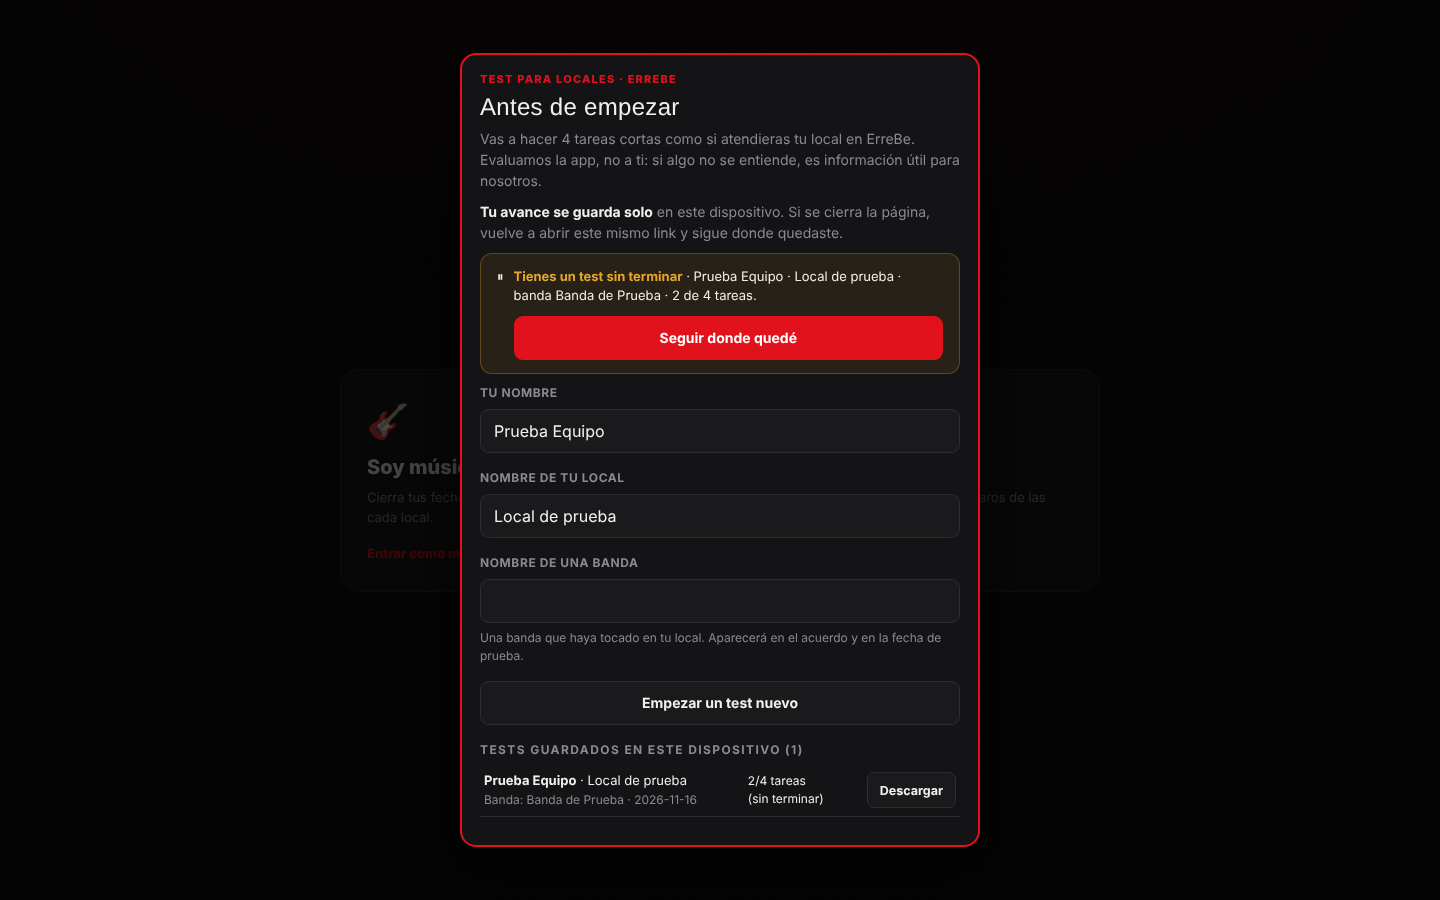 TEST PARA LOCALES · ERREBE
Antes de empezar
Vas a hacer 4 tareas cortas como si atendieras tu local en ErreBe.
Evaluamos la app, no a ti: si algo no se entiende, es información útil para
nosotros.
Tu avance se guarda solo en este dispositivo. Si se cierra la página,
vuelve a abrir este mismo link y sigue donde quedaste.
Tienes un test sin terminar · Prueba Equipo · Local de prueba ·
banda Banda de Prueba · 2 de 4 tareas.
Seguir donde quedé
TU NOMBRE
Prueba Equipo
NOMBRE DE TU LOCAL
Local de prueba
NOMBRE DE UNA BANDA
Una banda que haya tocado en tu local. Aparecerá en el acuerdo y en la fecha de
prueba.
Empezar un test nuevo
TESTS GUARDADOS EN ESTE DISPOSITIVO (1)
Prueba Equipo · Local de prueba
Banda: Banda de Prueba · 2026-11-16
2/4 tareas
(sin terminar)
Descargar
Soy músic
Cierra tus fech
cada local.
Entrar como m
aros de las